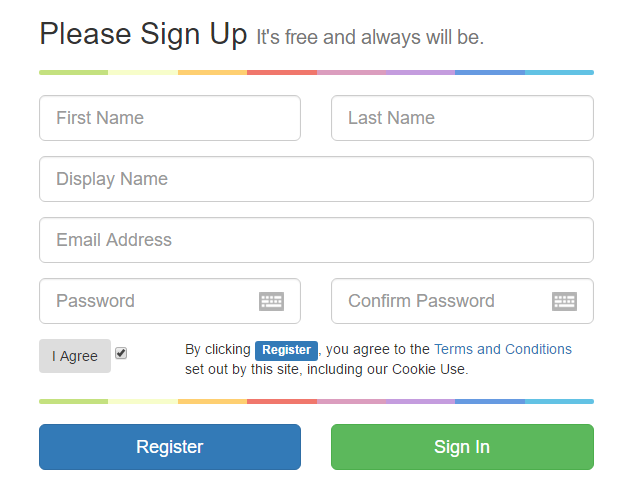 Please Sign Up It's free and always will be.
First Name Last Name
Display Name
Email Address
Password Confirm Password
I Agree By clicking Register, you agree to the Terms and Conditions
set out by this site, including our Cookie Use.
Register Sign In